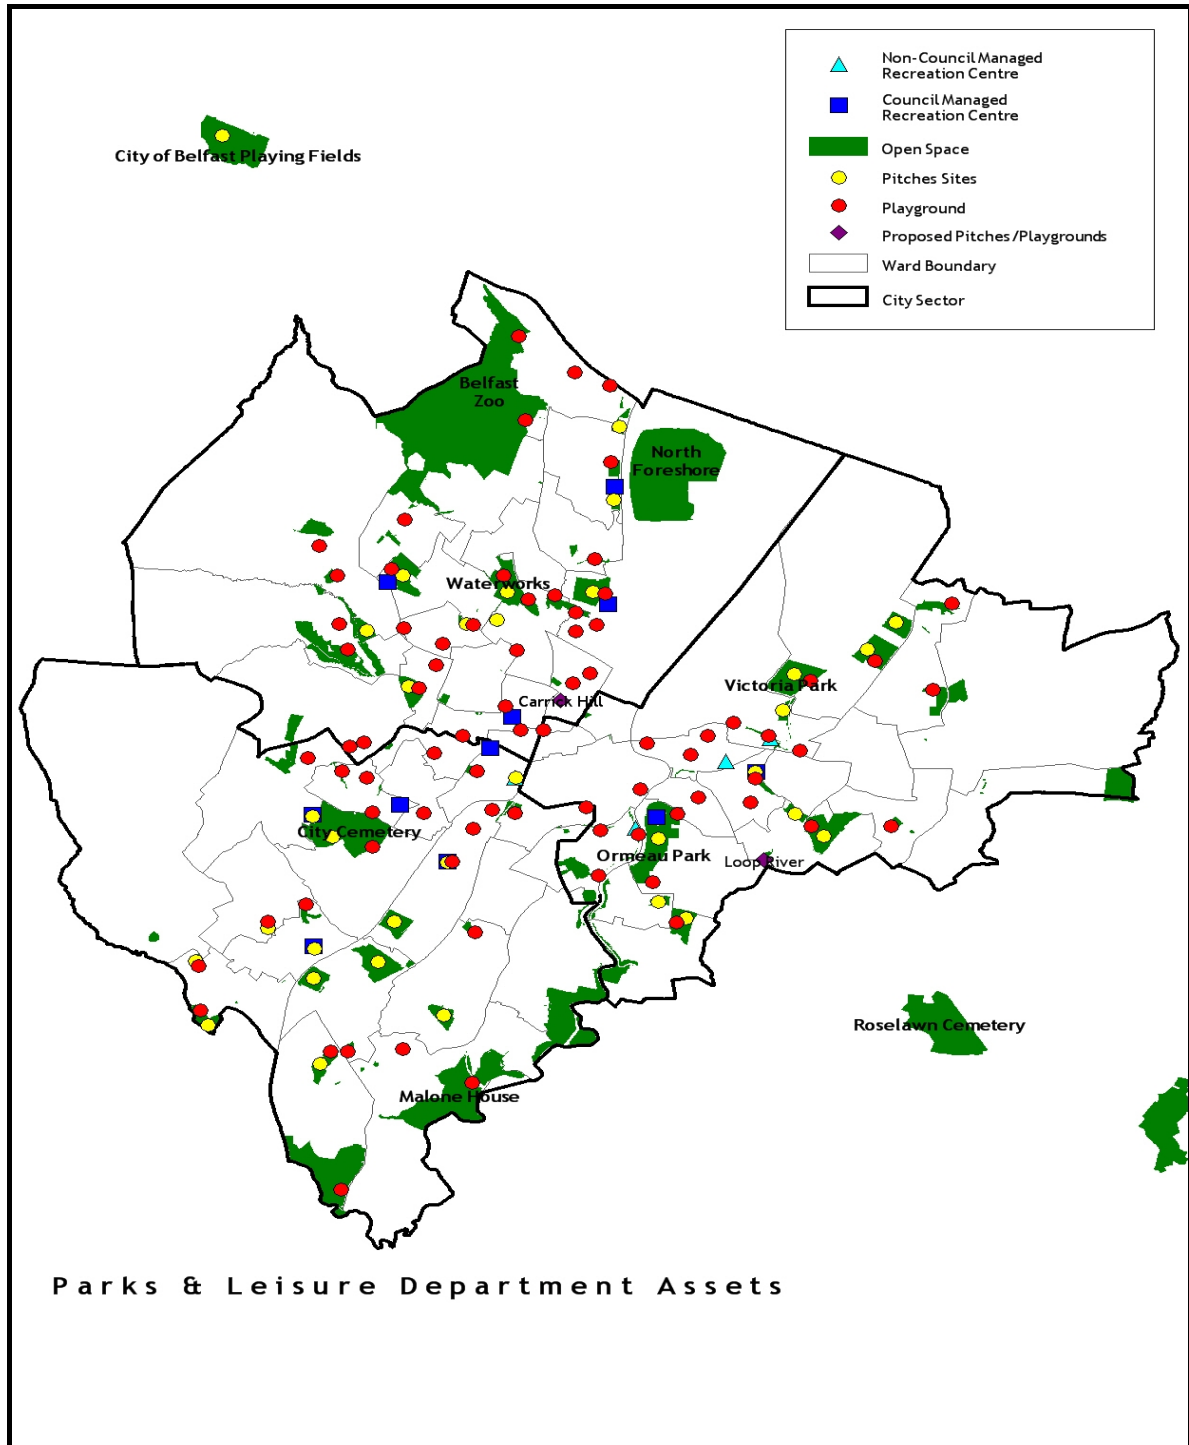 Non-Council Managed
Recreation Centre
Council Managed
Recreation Centre
Open Space
Pitches Sites
Playground
Proposed Pitches/Playgrounds
Ward Boundary
City Sector
City of Belfast Playing Fields
Belfast
Zoo
North
Foreshore
Waterworks
Victoria Park
Carrick Hill
City Cemetery
Ormeau Park
Loop River
Roselawn Cemetery
Malone House
Parks & Leisure Department Assets